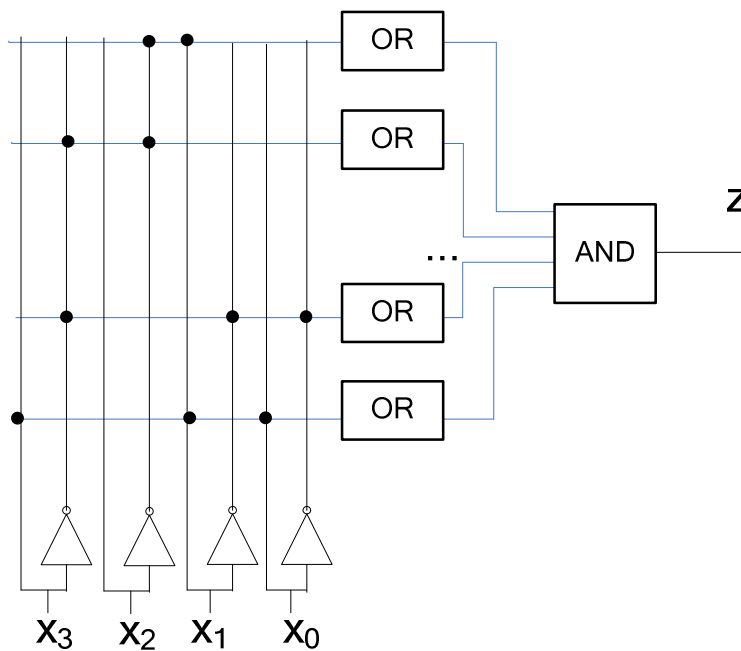 OR
OR
z
AND
...
OR
OR
x₃ x₂ x₁ x₀